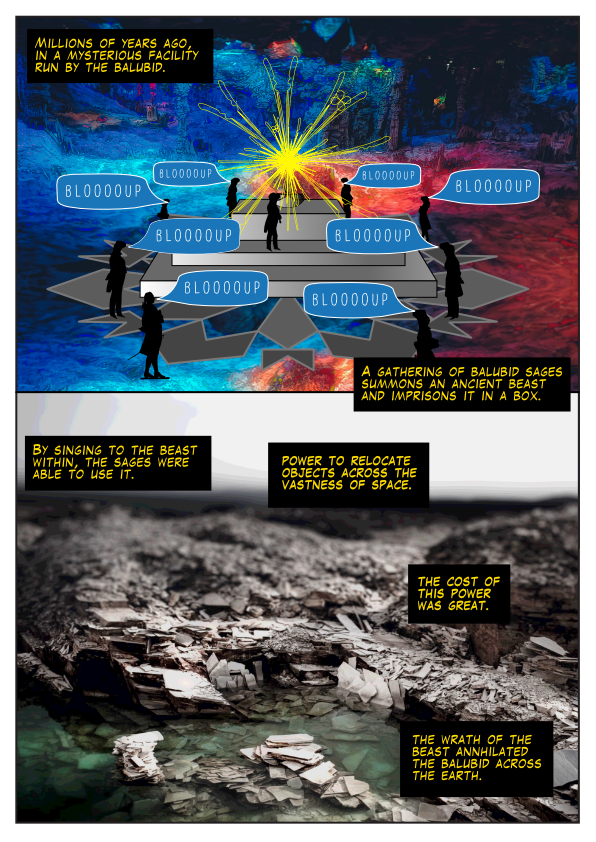 Millions of years ago,
in a mysterious facility
run by the Balubid.
BLOOOOUP
BLOOOOUP
BLOOOOUP
BLOOOOUP
BLOOOOUP
BLOOOOUP
BLOOOOUP
BLOOOOUP
A gathering of Balubid sages
summons an ancient beast
and imprisons it in a box.
By singing to the beast
within, the sages were
able to use it.
power to relocate
objects across the
vastness of space.
the cost of
this power
was great.
the wrath of the
beast annhilated
the Balubid across
the Earth.